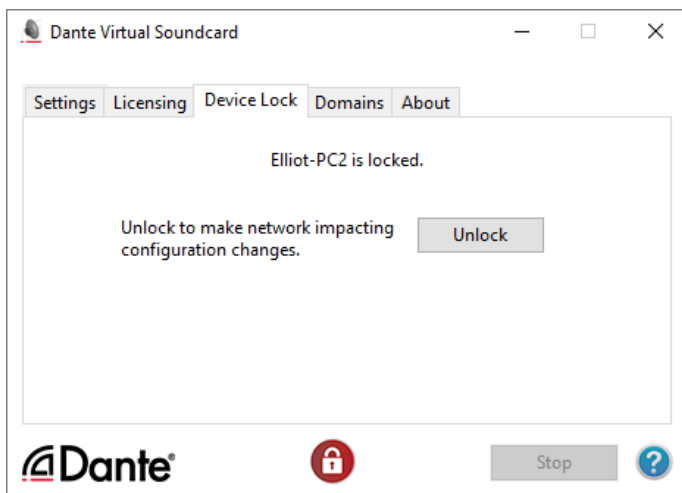 Dante Virtual Soundcard
Settings Licensing Device Lock Domains About
Elliot-PC2 is locked.
Unlock to make network impacting
configuration changes.
Unlock
Dante®
Stop
?